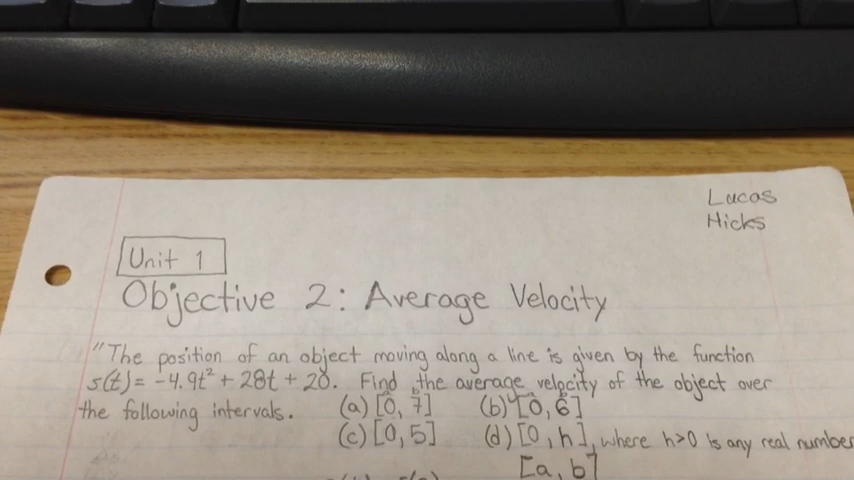 Lucas
Hicks
Unit 1
Objective 2: Average Velocity
"The position of an object moving along a line is given by the function
s(t) = -4.9t² + 28t + 20. Find the average velocity of the object over
the following intervals. (a) [0, 7] (b) [0, 6]
(c) [0, 5] (d) [0, h], where h>0 is any real number
[a, b]